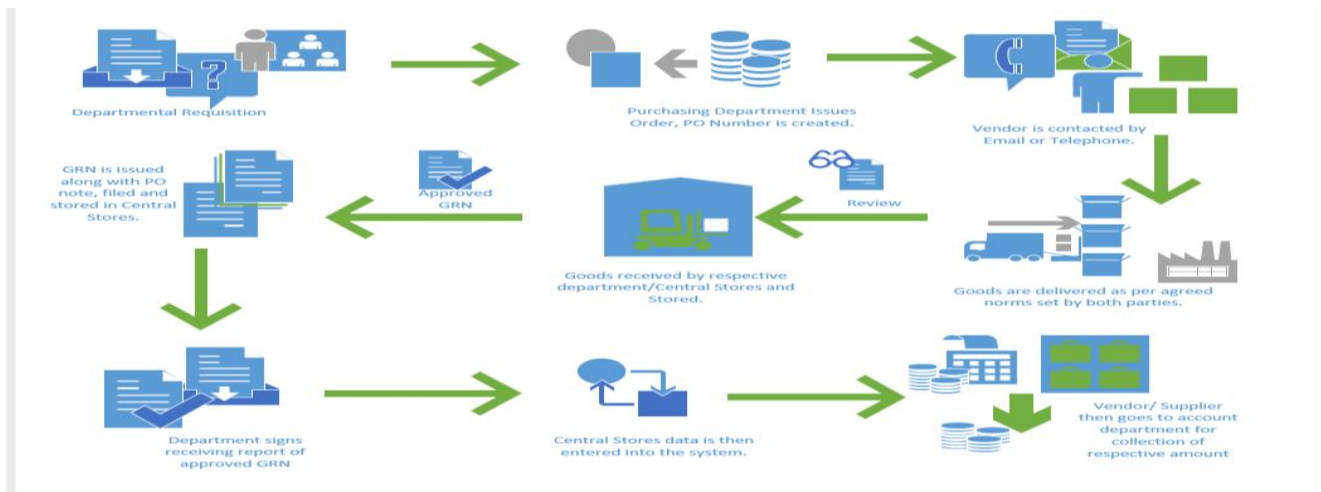 Departmental Requisition
Purchasing Department Issues
Order, PO Number is created.
Vendor is contacted by
Email or Telephone.
Goods are delivered as per agreed
norms set by both parties.
Review
Goods received by respective
department/Central Stores and
Stored.
Approved
GRN
GRN is issued
along with PO
note, filed and
stored in Central
Stores.
Department signs
receiving report of
approved GRN
Central Stores data is then
entered into the system.
Vendor/ Supplier
then goes to account
department for
collection of
respective amount